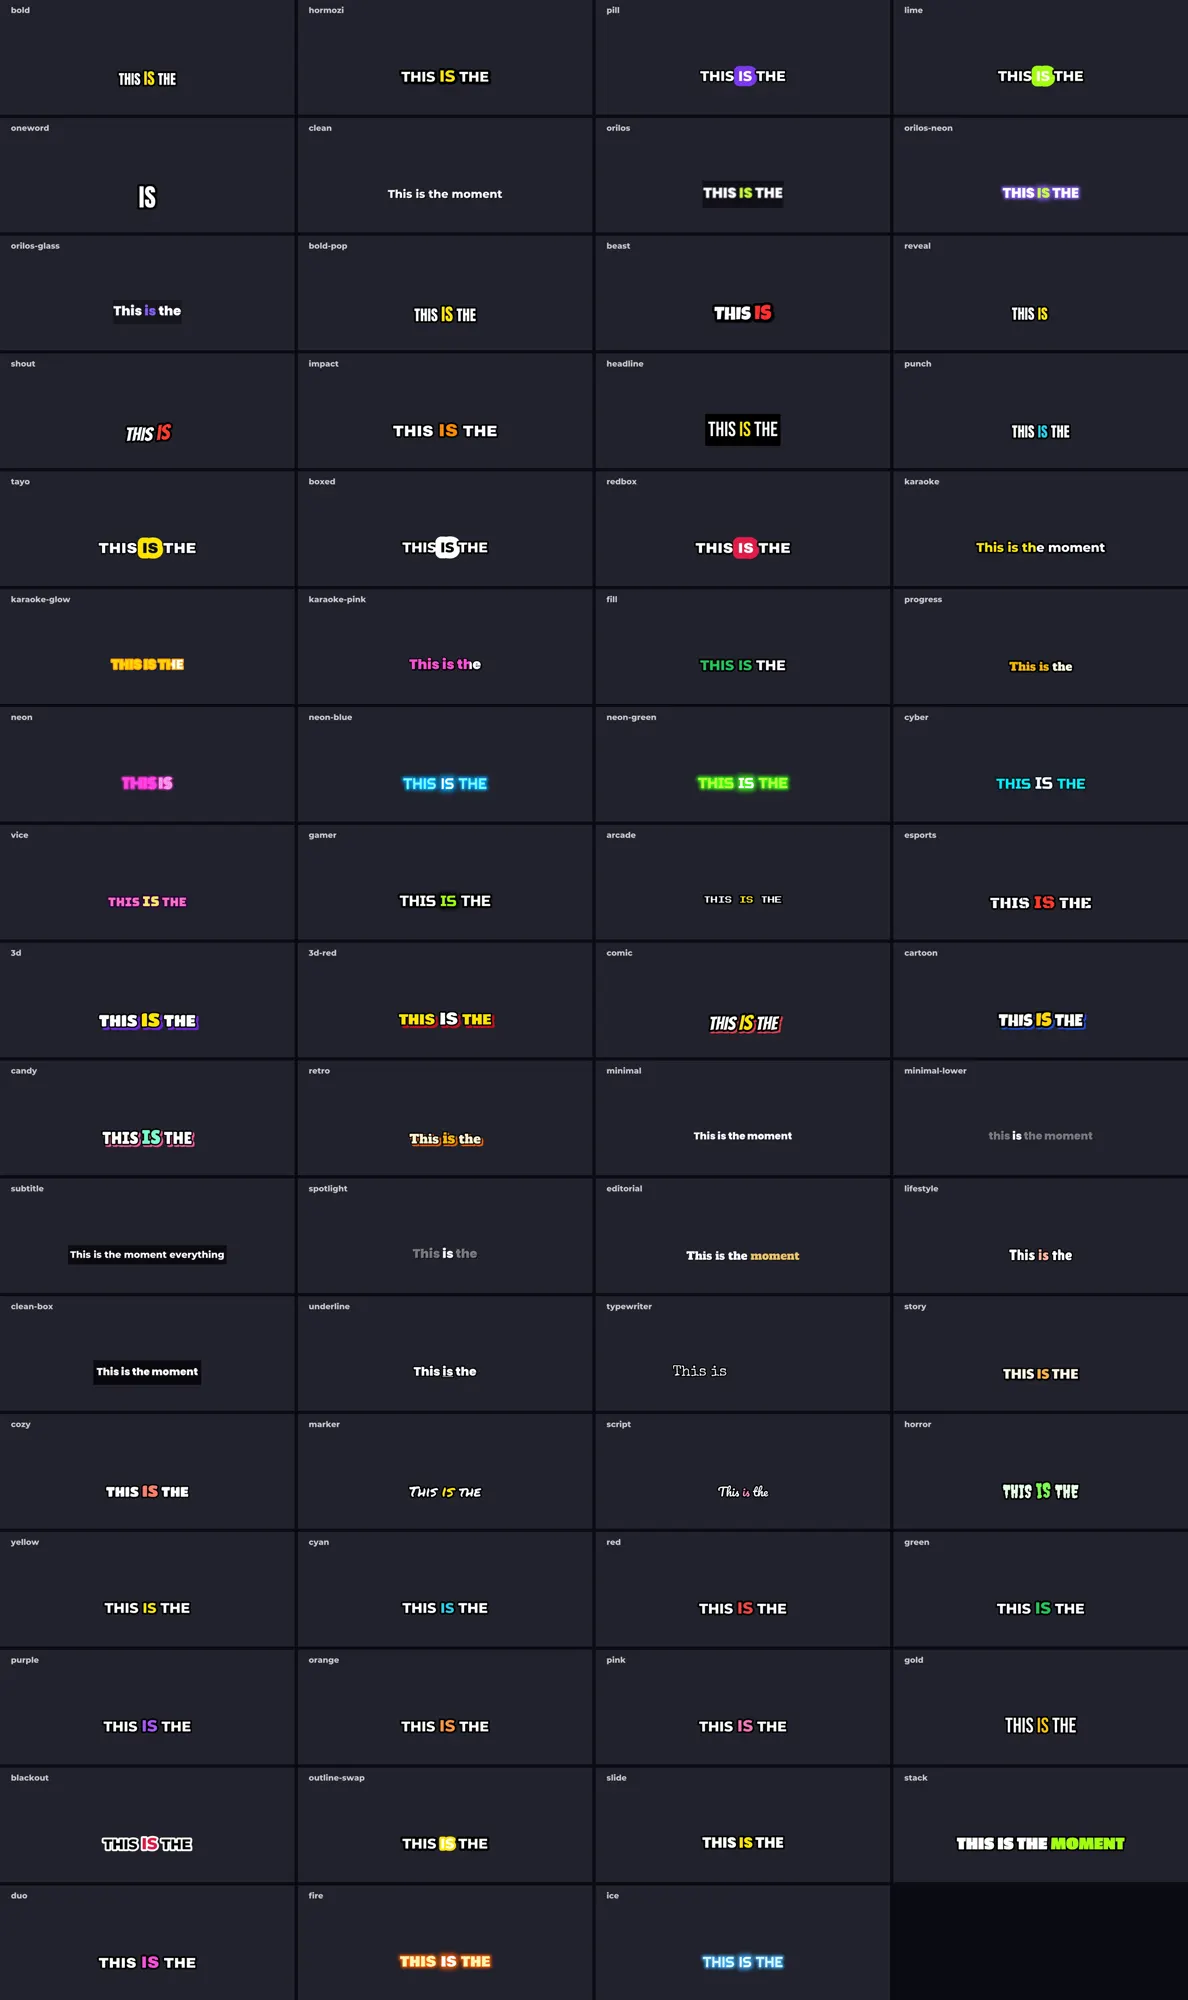 bold hormozi pill lime
THIS IS THE THIS IS THE THIS IS THE THIS IS THE
oneword clean orilos orilos-neon
IS This is the moment THIS IS THE THIS IS THE
orilos-glass bold-pop beast reveal
This is the THIS IS THE THIS IS THIS IS
shout impact headline punch
THIS IS THIS IS THE THIS IS THE THIS IS THE
tayo boxed redbox karaoke
THIS IS THE THIS IS THE THIS IS THE This is the moment
karaoke-glow karaoke-pink fill progress
THIS IS THE This is the THIS IS THE This is the
neon neon-blue neon-green cyber
THIS IS THIS IS THE THIS IS THE THIS IS THE
vice gamer arcade esports
THIS IS THE THIS IS THE THIS IS THE THIS IS THE
3d 3d-red comic cartoon
THIS IS THE THIS IS THE THIS IS THE THIS IS THE
candy retro minimal minimal-lower
THIS IS THE This is the This is the moment this is the moment
subtitle spotlight editorial lifestyle
This is the moment everything This is the This is the moment This is the
clean-box underline typewriter story
This is the moment This is the This is THIS IS THE
cozy marker script horror
THIS IS THE THIS IS THE This is the THIS IS THE
yellow cyan red green
THIS IS THE THIS IS THE THIS IS THE THIS IS THE
purple orange pink gold
THIS IS THE THIS IS THE THIS IS THE THIS IS THE
blackout outline-swap slide stack
THIS IS THE THIS IS THE THIS IS THE THIS IS THE MOMENT
duo fire ice
THIS IS THE THIS IS THE THIS IS THE